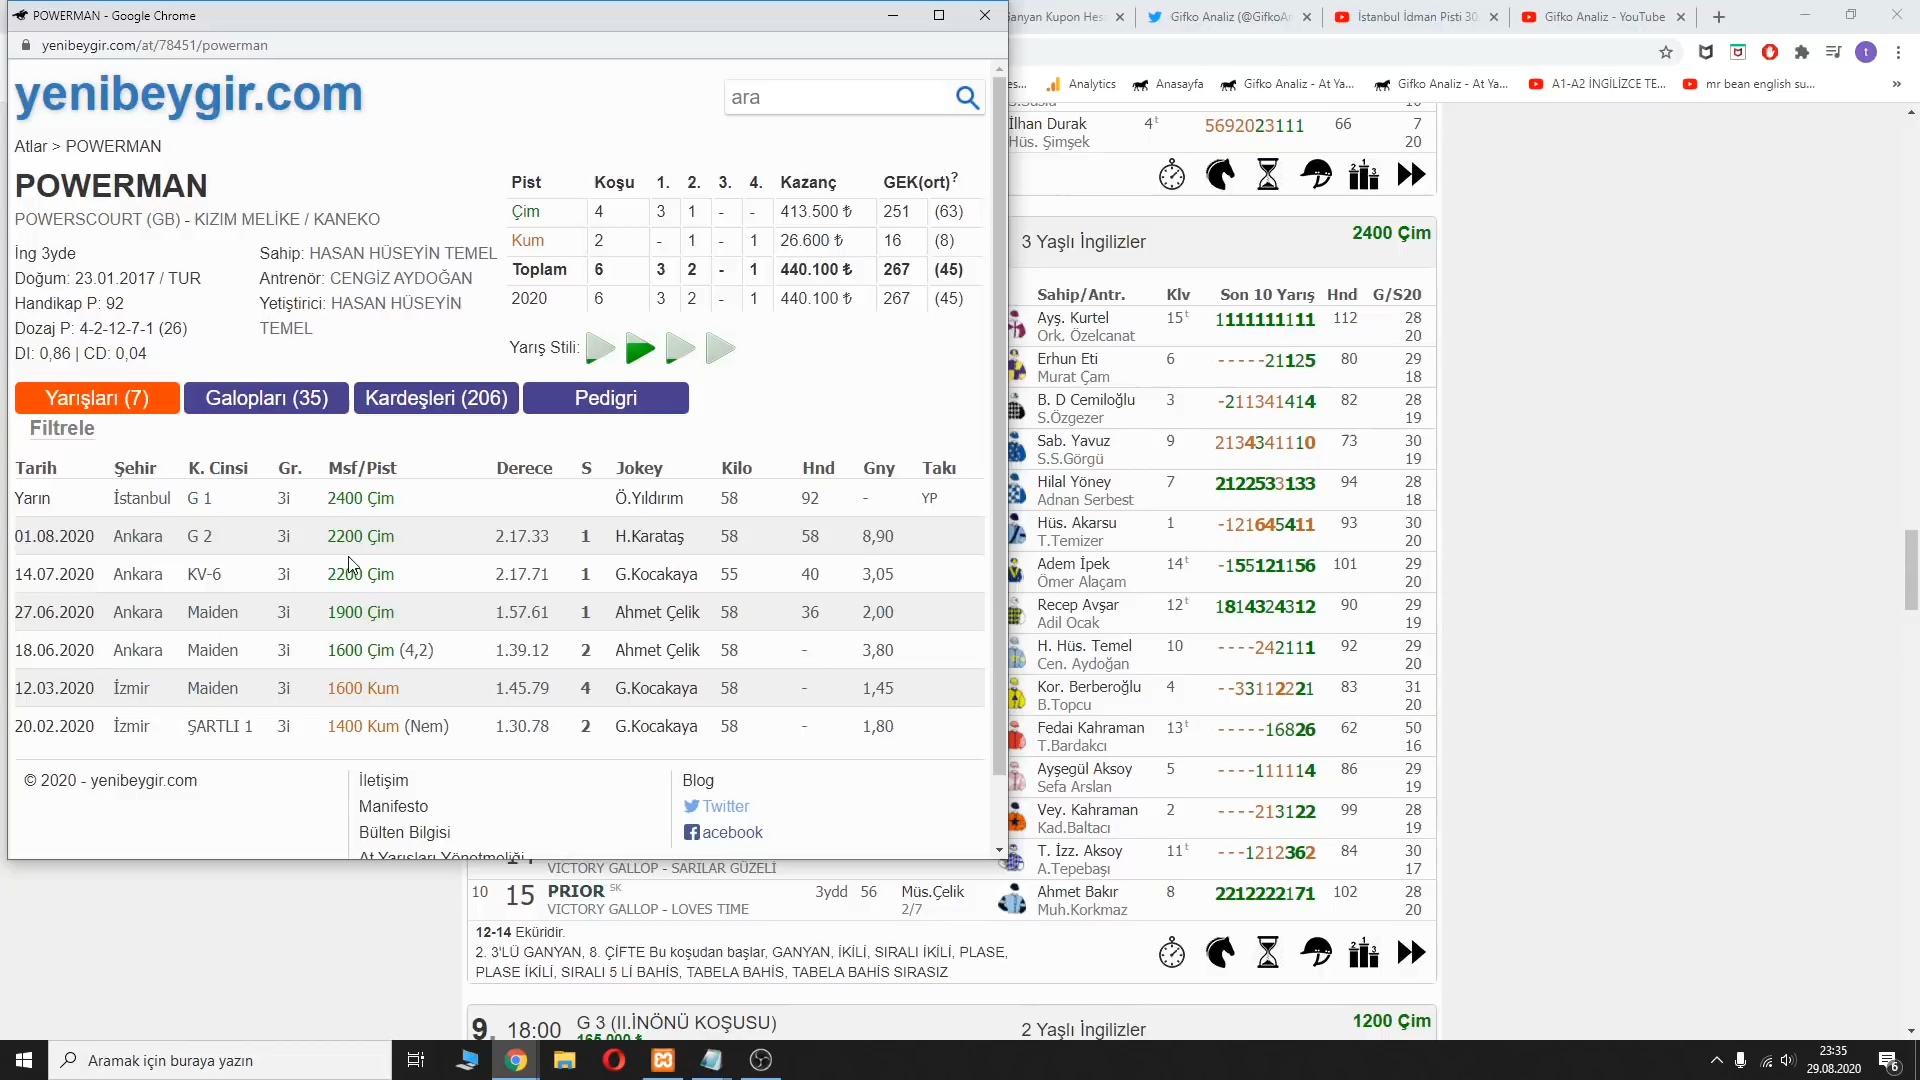 POWERMAN - Google Chrome
Ganyan Kupon Hes
Gifko Analiz (@GifkoAn
İstanbul İdman Pisti 30
Gifko Analiz - YouTube
yenibeygir.com/at/78451/powerman
t
es...
Analytics
Anasayfa
Gifko Analiz - At Ya...
Gifko Analiz - At Ya...
A1-A2 İNGİLİZCE TE...
mr bean english su...
»
yenibeygir.com
ara
Atlar > POWERMAN
POWERMAN
POWERSCOURT (GB) - KIZIM MELİKE / KANEKO
İng 3yde
Doğum: 23.01.2017 / TUR
Handikap P: 92
Dozaj P: 4-2-12-7-1 (26)
DI: 0,86 | CD: 0,04
Sahip: HASAN HÜSEYİN TEMEL
Antrenör: CENGİZ AYDOĞAN
Yetiştirici: HASAN HÜSEYİN
TEMEL
Pist Koşu 1. 2. 3. 4. Kazanç GEK(ort)?
Çim 4 3 1 - - 413.500 ₺ 251 (63)
Kum 2 - 1 - 1 26.600 ₺ 16 (8)
Toplam 6 3 2 - 1 440.100 ₺ 267 (45)
2020 6 3 2 - 1 440.100 ₺ 267 (45)
Yarış Stili:
Yarışları (7) Galopları (35) Kardeşleri (206) Pedigri
Filtrele
Tarih Şehir K. Cinsi Gr. Msf/Pist Derece S Jokey Kilo Hnd Gny Takı
Yarın İstanbul G 1 3i 2400 Çim Ö.Yıldırım 58 92 - YP
01.08.2020 Ankara G 2 3i 2200 Çim 2.17.33 1 H.Karataş 58 58 8,90
14.07.2020 Ankara KV-6 3i 2200 Çim 2.17.71 1 G.Kocakaya 55 40 3,05
27.06.2020 Ankara Maiden 3i 1900 Çim 1.57.61 1 Ahmet Çelik 58 36 2,00
18.06.2020 Ankara Maiden 3i 1600 Çim (4,2) 1.39.12 2 Ahmet Çelik 58 - 3,80
12.03.2020 İzmir Maiden 3i 1600 Kum 1.45.79 4 G.Kocakaya 58 - 1,45
20.02.2020 İzmir ŞARTLI 1 3i 1400 Kum (Nem) 1.30.78 2 G.Kocakaya 58 - 1,80
© 2020 - yenibeygir.com
İletişim
Manifesto
Bülten Bilgisi
At Yarışları Yönetmeliği
Blog
Twitter
facebook
İlhan Durak 4t 5692023111 66 7
Hüs. Şimşek 20
3 Yaşlı İngilizler 2400 Çim
Sahip/Antr. Klv Son 10 Yarış Hnd G/S20
Ayş. Kurtel 15t 1111111111 112 28
Ork. Özelcanat 20
Erhun Eti 6 -----21125 80 29
Murat Çam 18
B. D Cemiloğlu 3 -211341414 82 28
S.Özgezer 19
Sab. Yavuz 9 2134341110 73 30
S.S.Görgü 19
Hilal Yöney 7 2122533133 94 28
Adnan Serbest 18
Hüs. Akarsu 1 -121645411 93 30
T.Temizer 20
Adem İpek 14t -155121156 101 29
Ömer Alaçam 20
Recep Avşar 12t 1814324312 90 29
Adil Ocak 19
H. Hüs. Temel 10 ----242111 92 29
Cen. Aydoğan 20
Kor. Berberoğlu 4 --33112221 83 31
B.Topcu 20
Fedai Kahraman 13t -----16826 62 50
T.Bardakcı 16
Ayşegül Aksoy 5 ----111114 86 29
Sefa Arslan 17
Vey. Kahraman 2 ----213122 99 28
Kad.Baltacı 19
T. İzz. Aksoy 11t ---1212362 84 30
A.Tepebaşı 17
VICTORY GALLOP - SARILAR GÜZELİ
10 15 PRIOR SK 3ydd 56 Müs.Çelik Ahmet Bakır 8 2212222171 102 28
VICTORY GALLOP - LOVES TIME 2/7 Muh.Korkmaz 20
12-14 Eküridir.
2. 3'LÜ GANYAN, 8. ÇİFTE Bu koşudan başlar, GANYAN, İKİLİ, SIRALI İKİLİ, PLASE,
PLASE İKİLİ, SIRALI 5 Lİ BAHİS, TABELA BAHİS, TABELA BAHİS SIRASIZ
9. 18:00 G 3 (II.İNÖNÜ KOŞUSU) 2 Yaşlı İngilizler 1200 Çim
165.000 ₺
Aramak için buraya yazın
23:35
29.08.2020
6